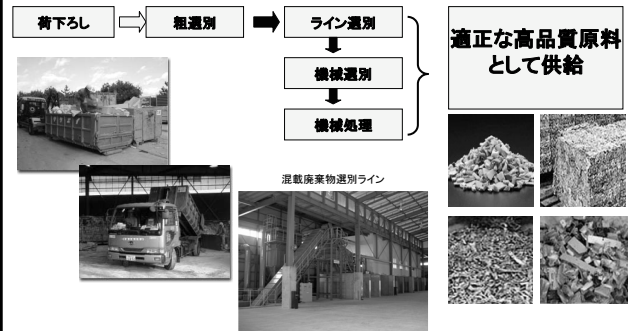 荷下ろし
粗選別
ライン選別
機械選別
機械処理
適正な高品質原料
として供給
混載廃棄物選別ライン